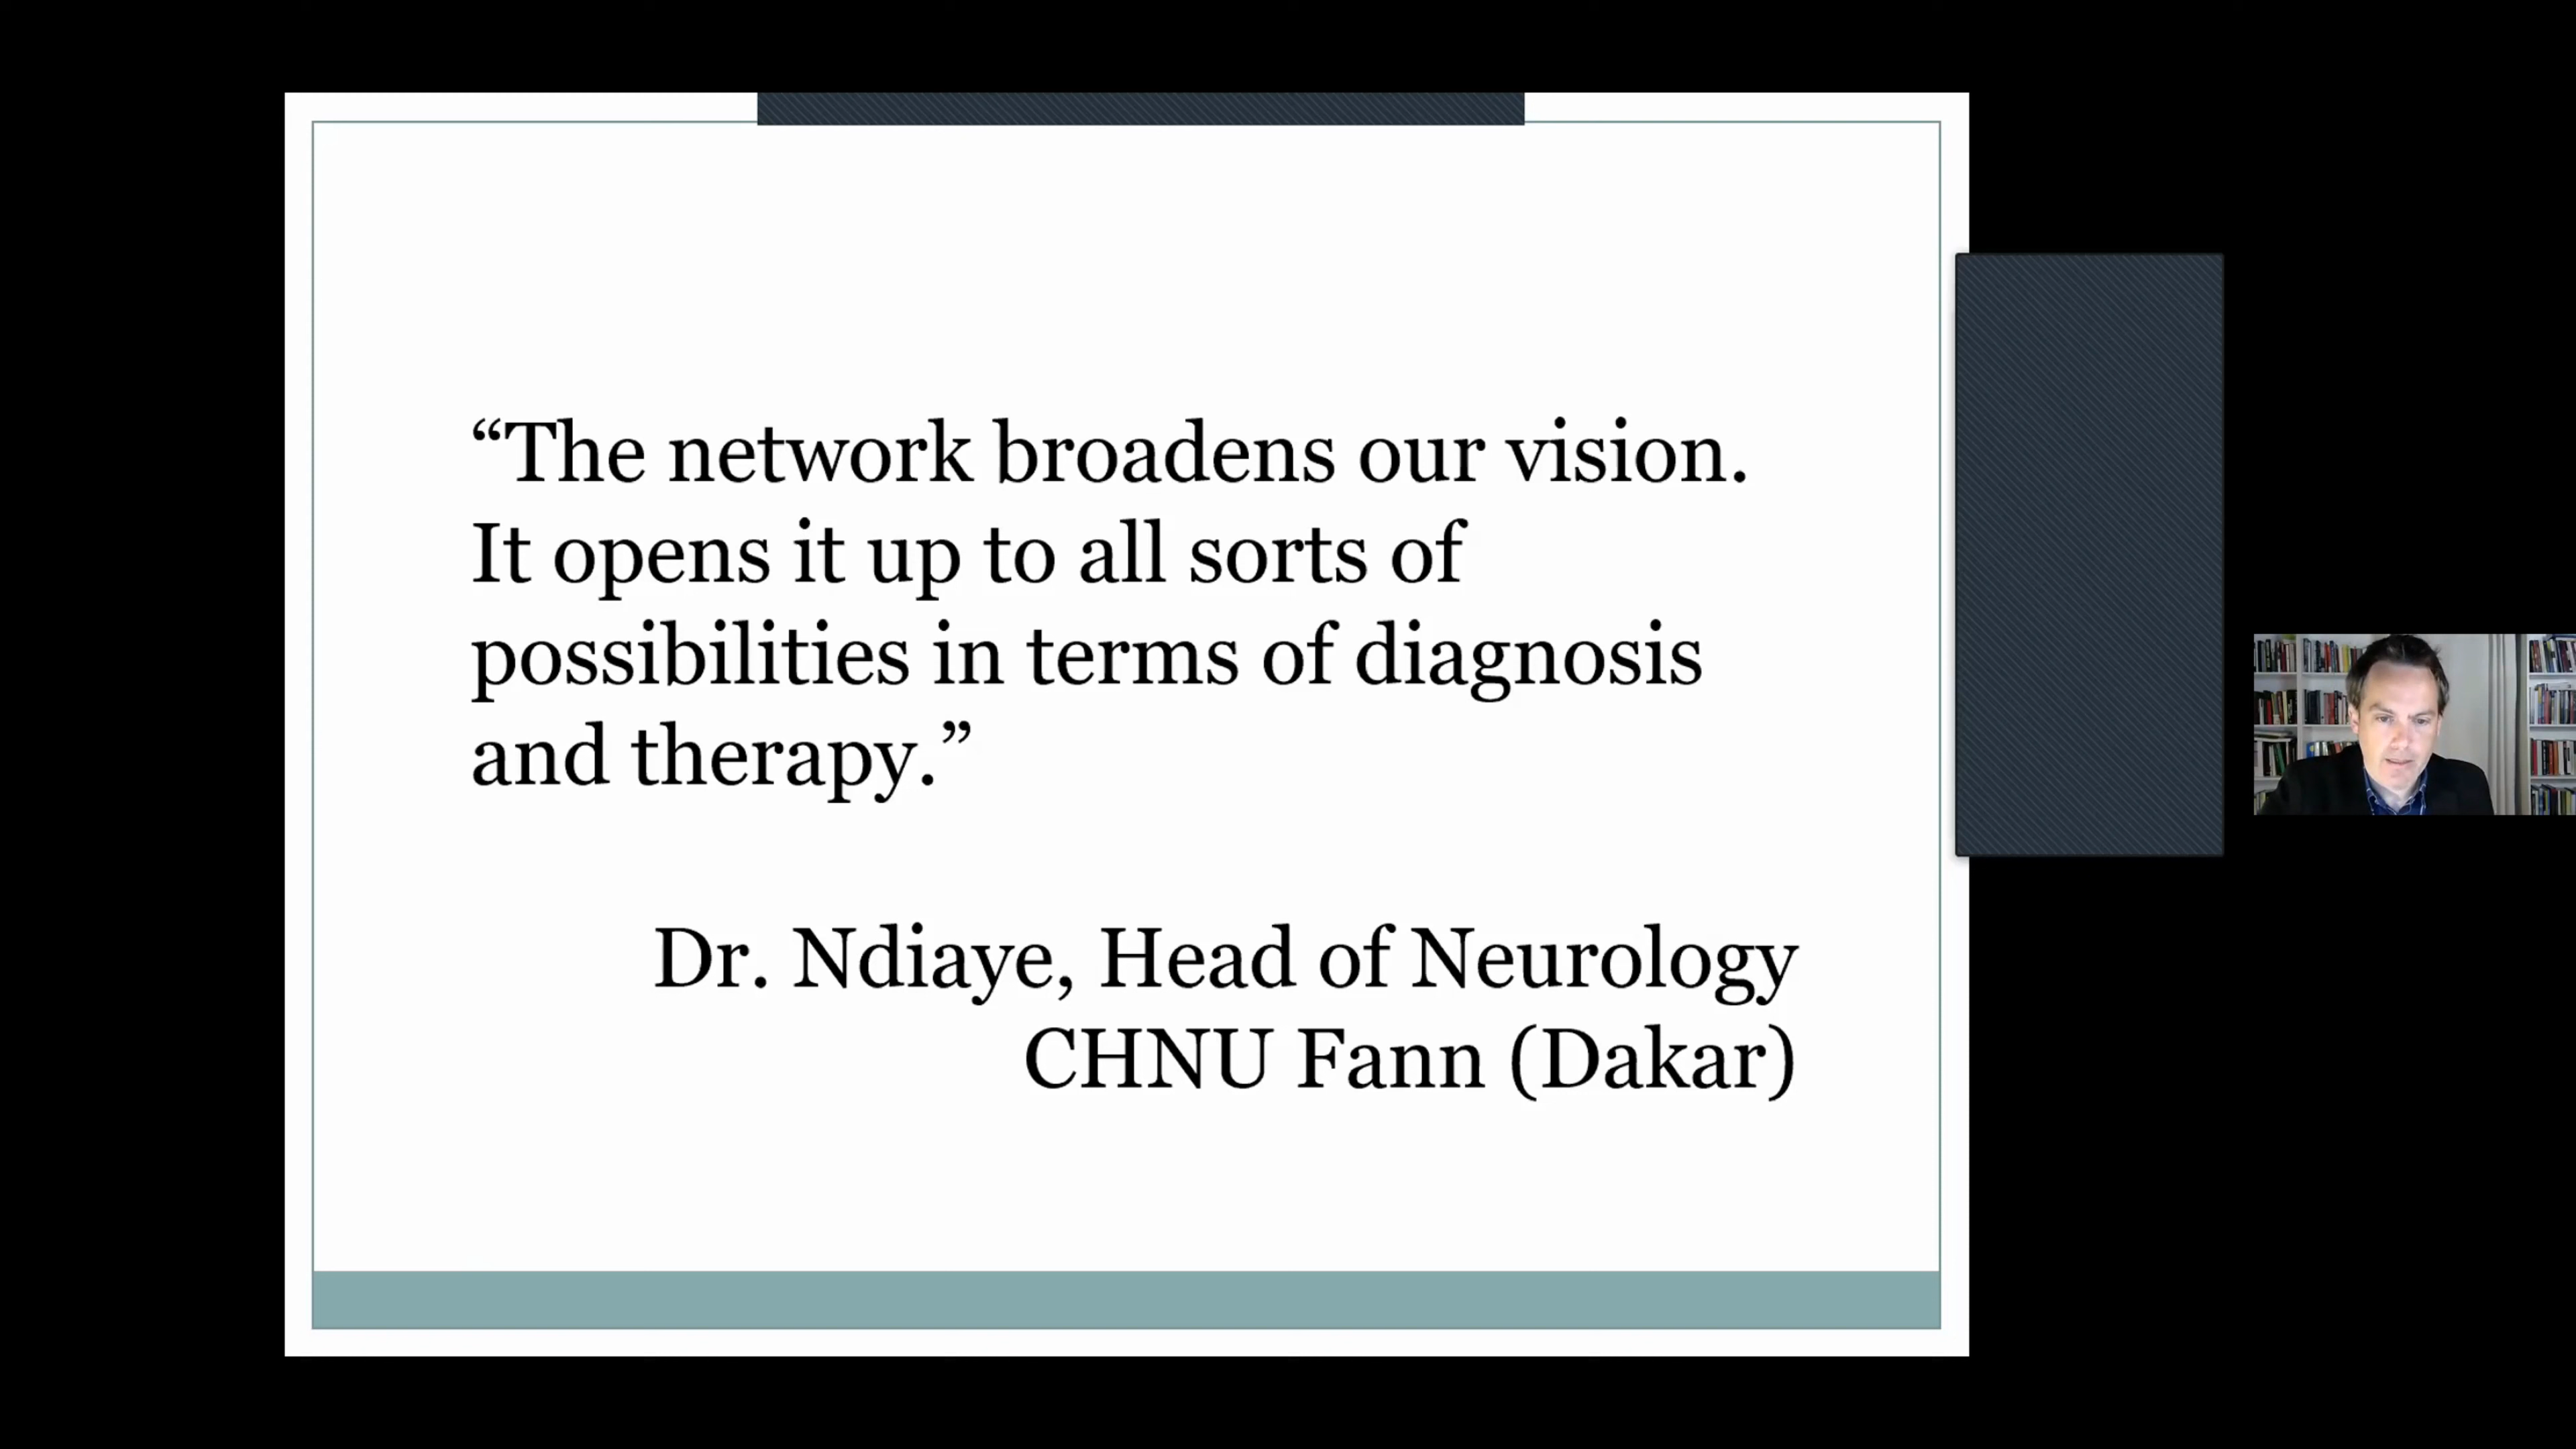 “The network broadens our vision.
It opens it up to all sorts of
possibilities in terms of diagnosis
and therapy.”
Dr. Ndiaye, Head of Neurology
CHNU Fann (Dakar)